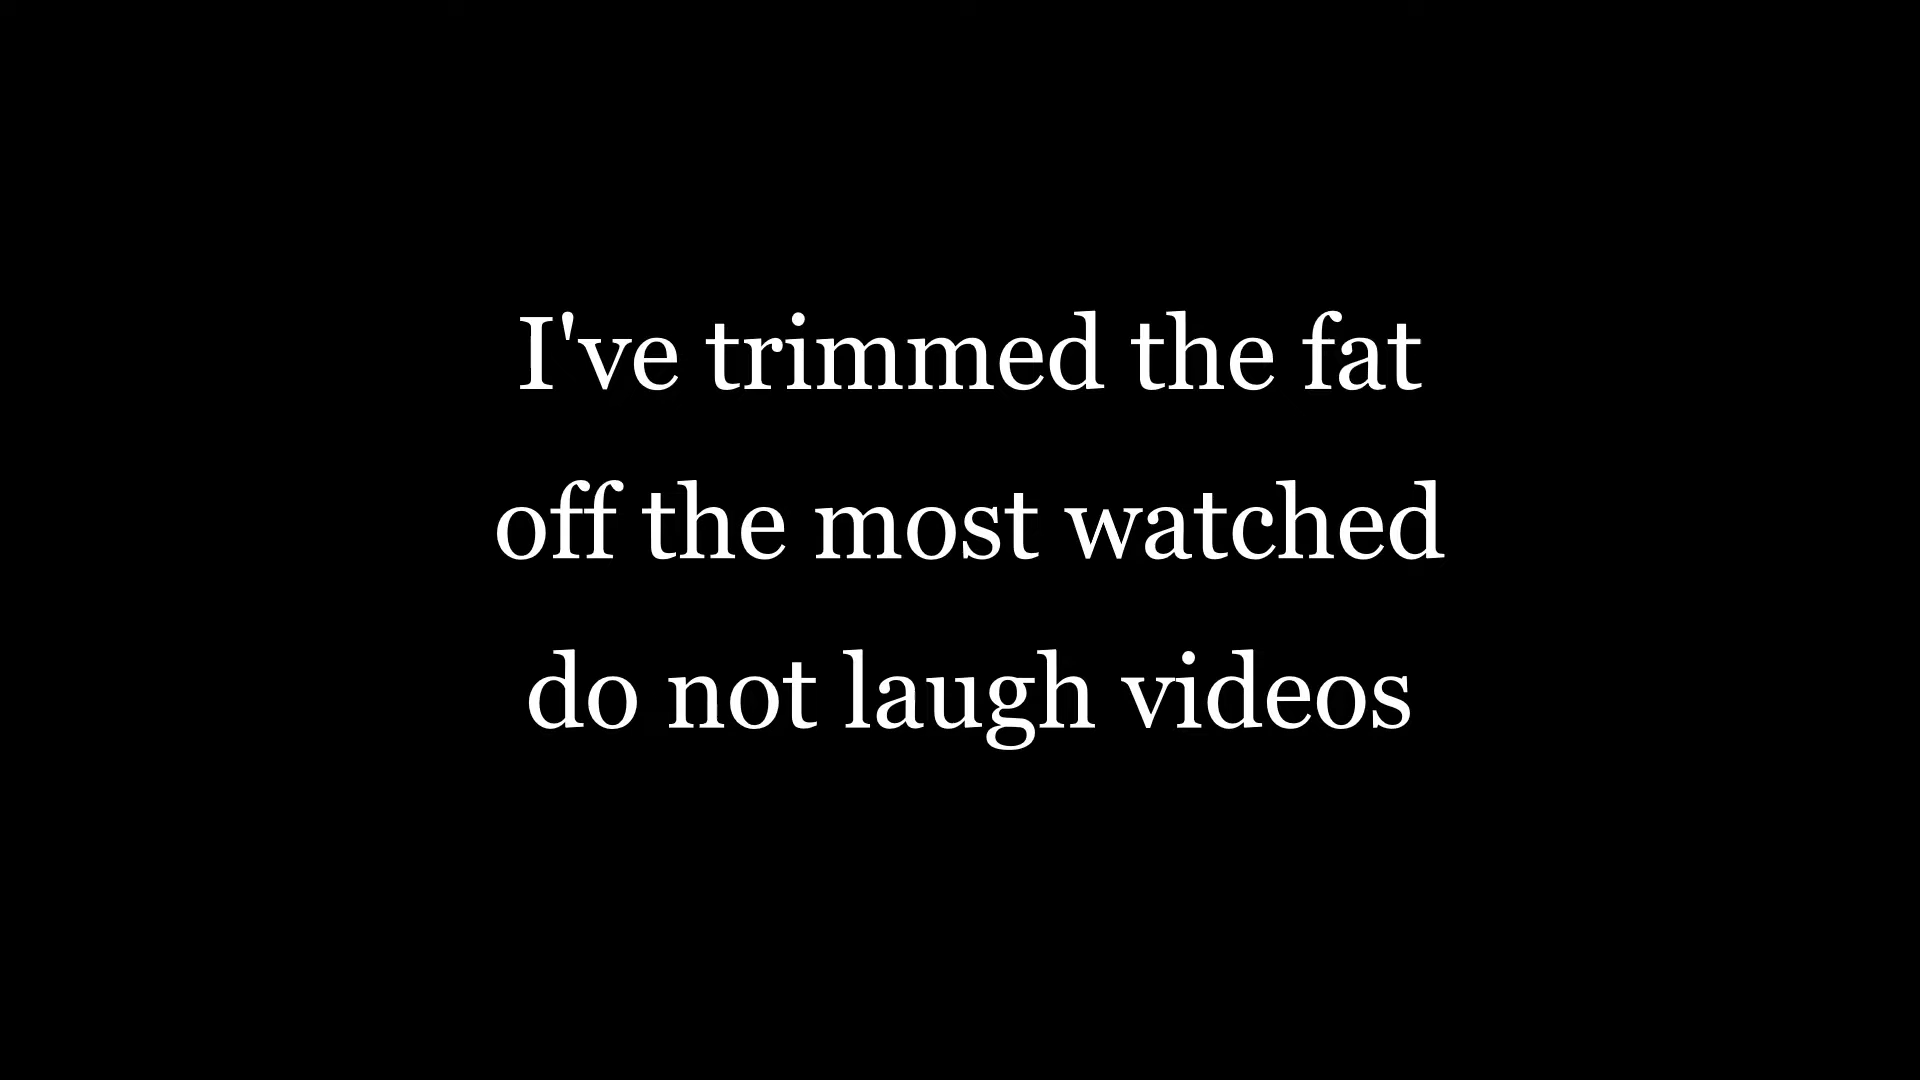 I've trimmed the fat
off the most watched
do not laugh videos